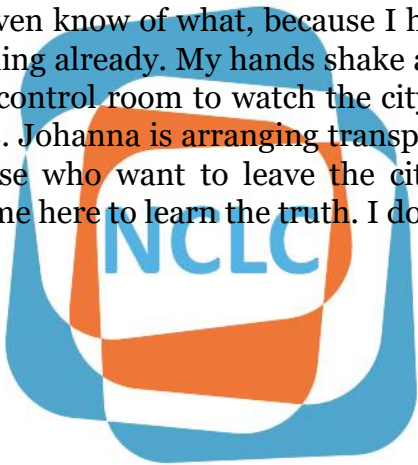 ven know of what, because I h
ing already. My hands shake a
control room to watch the city
s. Johanna is arranging transp
se who want to leave the cit
me here to learn the truth. I do
NCLC